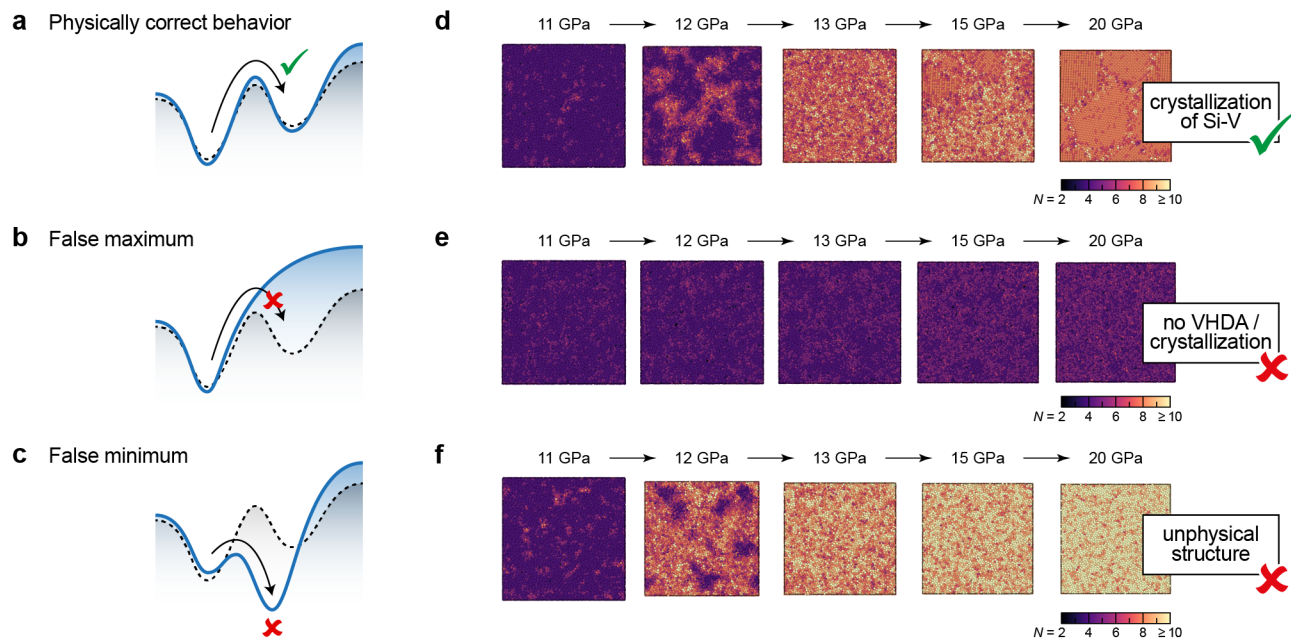 a Physically correct behavior
d
11 GPa 12 GPa 13 GPa 15 GPa 20 GPa
crystallization
of Si-V
N = 2 4 6 8 ≥ 10
b False maximum
e
11 GPa 12 GPa 13 GPa 15 GPa 20 GPa
no VHDA /
crystallization
N = 2 4 6 8 ≥ 10
c False minimum
f
11 GPa 12 GPa 13 GPa 15 GPa 20 GPa
unphysical
structure
N = 2 4 6 8 ≥ 10